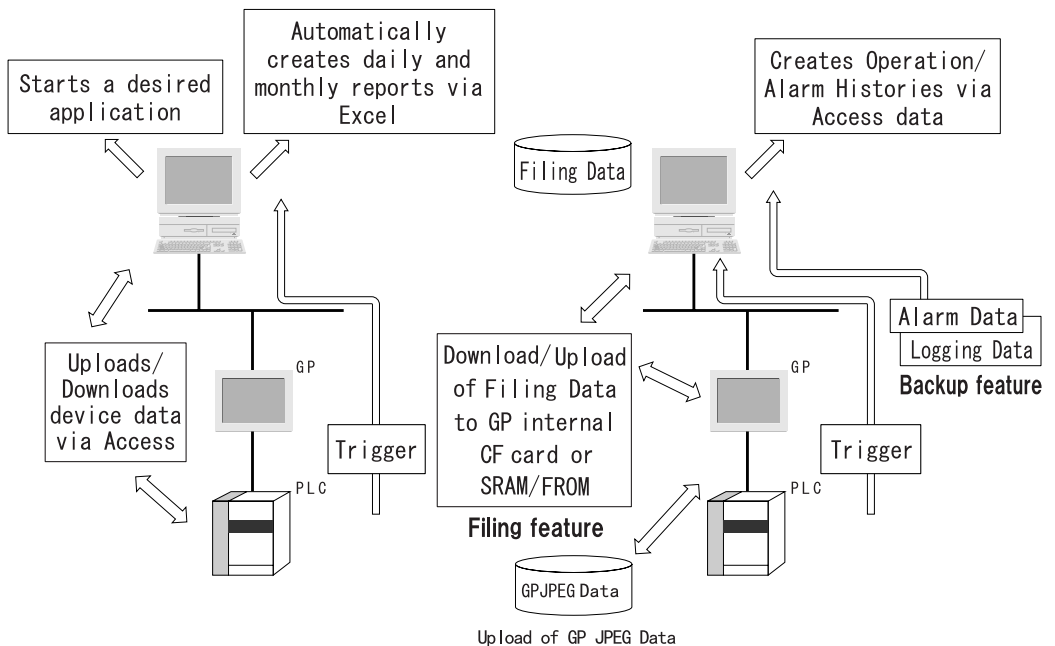 Starts a desired
application
Automatically
creates daily and
monthly reports via
Excel
Uploads/
Downloads
device data
via Access
GP
PLC
Trigger
Filing Data
Creates Operation/
Alarm Histories via
Access data
Alarm Data
Logging Data
Backup feature
Download/Upload
of Filing Data
to GP internal
CF card or
SRAM/FROM
Filing feature
GP
PLC
Trigger
GPJPEG Data
Upload of GP JPEG Data